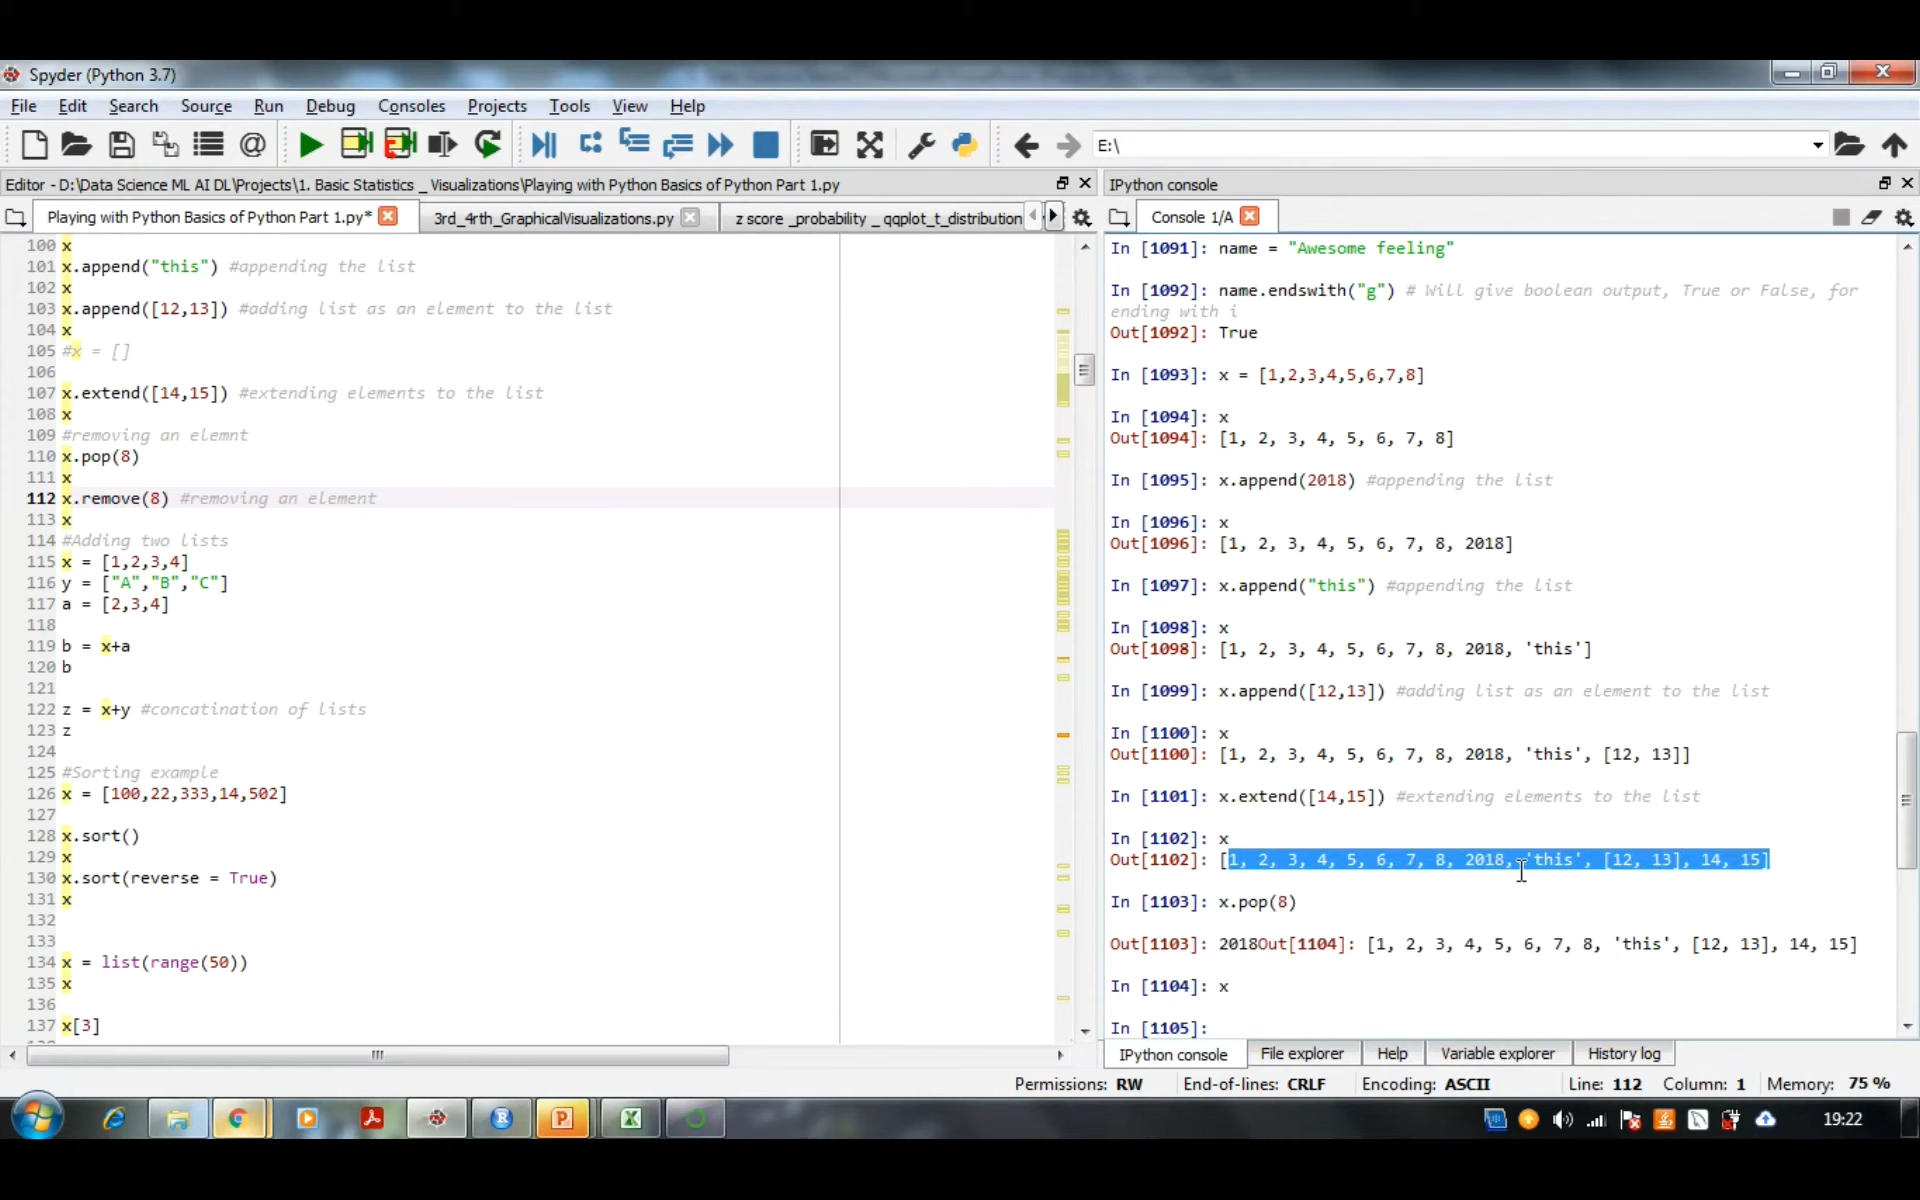 Spyder (Python 3.7)
File Edit Search Source Run Debug Consoles Projects Tools View Help
E:\
Editor - D:\Data Science ML AI DL\Projects\1. Basic Statistics _ Visualizations\Playing with Python Basics of Python Part 1.py
Playing with Python Basics of Python Part 1.py* 3rd_4rth_GraphicalVisualizations.py z score _probability _ qqplot_t_distribution
100 x
101 x.append("this") #appending the list
102 x
103 x.append([12,13]) #adding list as an element to the list
104 x
105 #x = []
106
107 x.extend([14,15]) #extending elements to the list
108 x
109 #removing an elemnt
110 x.pop(8)
111 x
112 x.remove(8) #removing an element
113 x
114 #Adding two lists
115 x = [1,2,3,4]
116 y = ["A","B","C"]
117 a = [2,3,4]
118
119 b = x+a
120 b
121
122 z = x+y #concatination of lists
123 z
124
125 #Sorting example
126 x = [100,22,333,14,502]
127
128 x.sort()
129 x
130 x.sort(reverse = True)
131 x
132
133
134 x = list(range(50))
135 x
136
137 x[3]
IPython console
Console 1/A
In [1091]: name = "Awesome feeling"
In [1092]: name.endswith("g") # Will give boolean output, True or False, for
ending with i
Out[1092]: True
In [1093]: x = [1,2,3,4,5,6,7,8]
In [1094]: x
Out[1094]: [1, 2, 3, 4, 5, 6, 7, 8]
In [1095]: x.append(2018) #appending the list
In [1096]: x
Out[1096]: [1, 2, 3, 4, 5, 6, 7, 8, 2018]
In [1097]: x.append("this") #appending the list
In [1098]: x
Out[1098]: [1, 2, 3, 4, 5, 6, 7, 8, 2018, 'this']
In [1099]: x.append([12,13]) #adding list as an element to the list
In [1100]: x
Out[1100]: [1, 2, 3, 4, 5, 6, 7, 8, 2018, 'this', [12, 13]]
In [1101]: x.extend([14,15]) #extending elements to the list
In [1102]: x
Out[1102]: [1, 2, 3, 4, 5, 6, 7, 8, 2018, 'this', [12, 13], 14, 15]
In [1103]: x.pop(8)
Out[1103]: 2018Out[1104]: [1, 2, 3, 4, 5, 6, 7, 8, 'this', [12, 13], 14, 15]
In [1104]: x
In [1105]:
IPython console File explorer Help Variable explorer History log
Permissions: RW End-of-lines: CRLF Encoding: ASCII Line: 112 Column: 1 Memory: 75 %
19:22